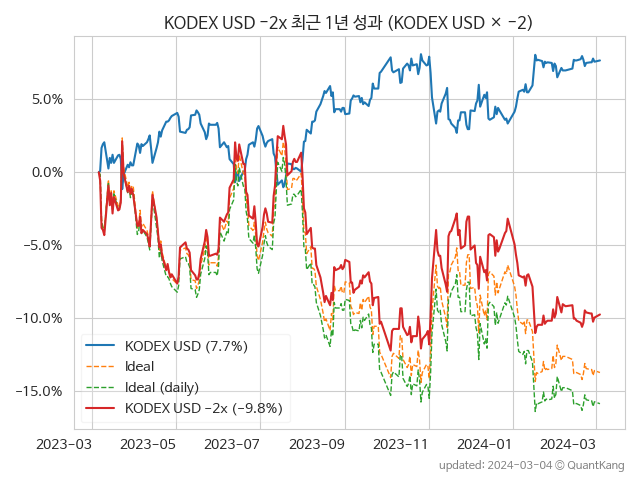 KODEX USD −2x 최근 1년 성과 (KODEX USD × −2)
5.0%
0.0%
−5.0%
−10.0%
−15.0%
KODEX USD (7.7%)
Ideal
Ideal (daily)
KODEX USD −2x (−9.8%)
2023−03
2023−05
2023−07
2023−09
2023−11
2024−01
2024−03
updated: 2024−03−04 © QuantKang